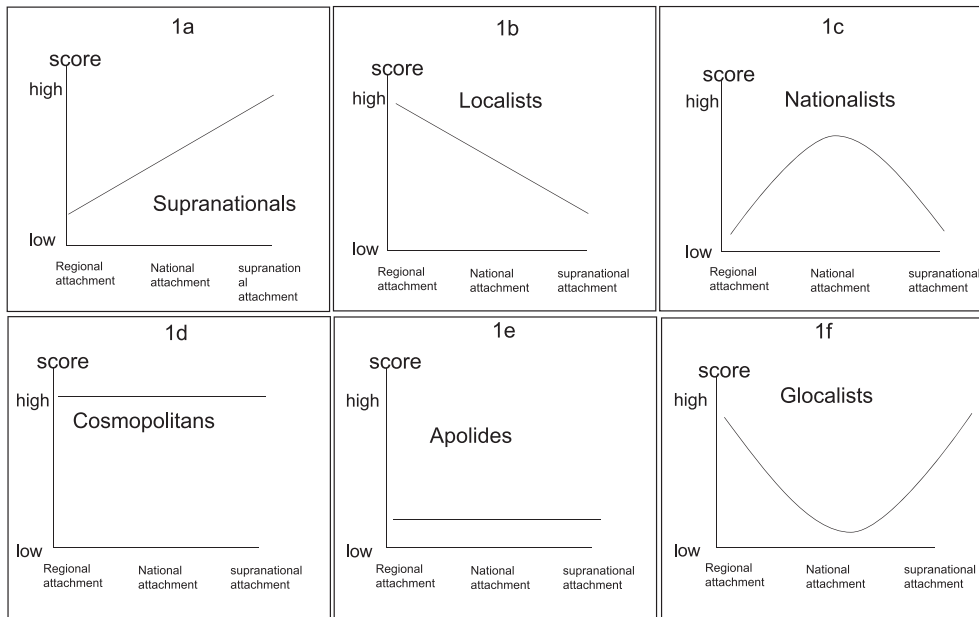 1a
score
high
Supranationals
low
Regional
attachment
National
attachment
supranation
al
attachment
1b
score
high
Localists
low
Regional
attachment
National
attachment
supranational
attachment
1c
score
high
Nationalists
low
Regional
attachment
National
attachment
supranational
attachment
1d
score
high
Cosmopolitans
low
Regional
attachment
National
attachment
supranational
attachment
1e
score
high
Apolides
low
Regional
attachment
National
attachment
supranational
attachment
1f
score
high
Glocalists
low
Regional
attachment
National
attachment
supranational
attachment